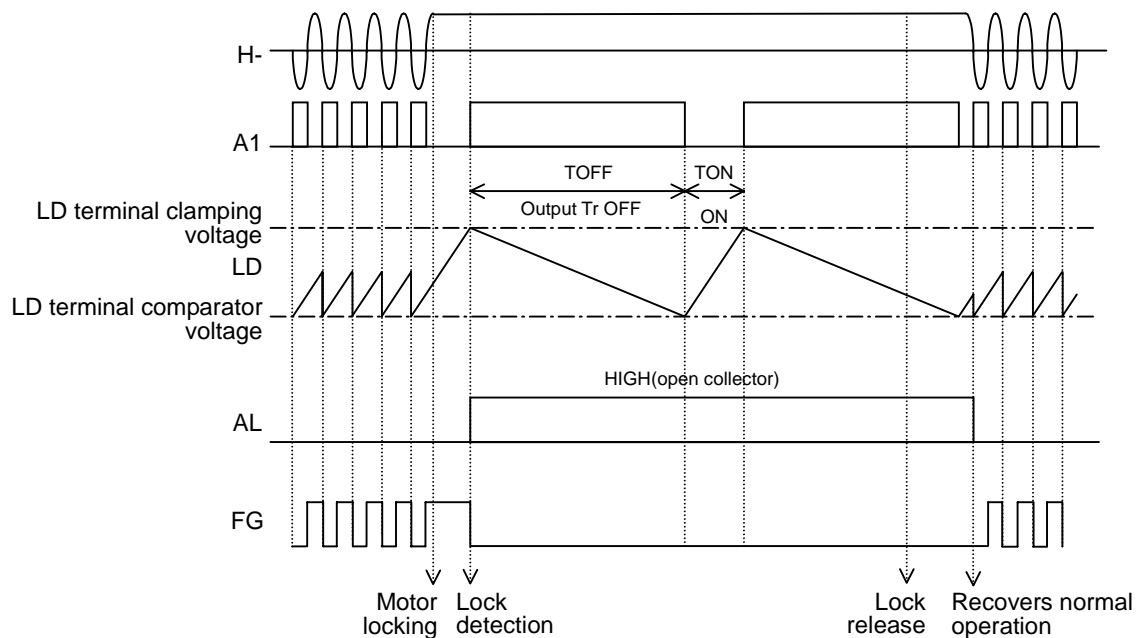 H-
A1
TOFF
TON
Output Tr OFF
ON
LD terminal clamping
voltage
LD
LD terminal comparator
voltage
HIGH(open collector)
AL
FG
Motor
locking
Lock
detection
Lock
release
Recovers normal
operation